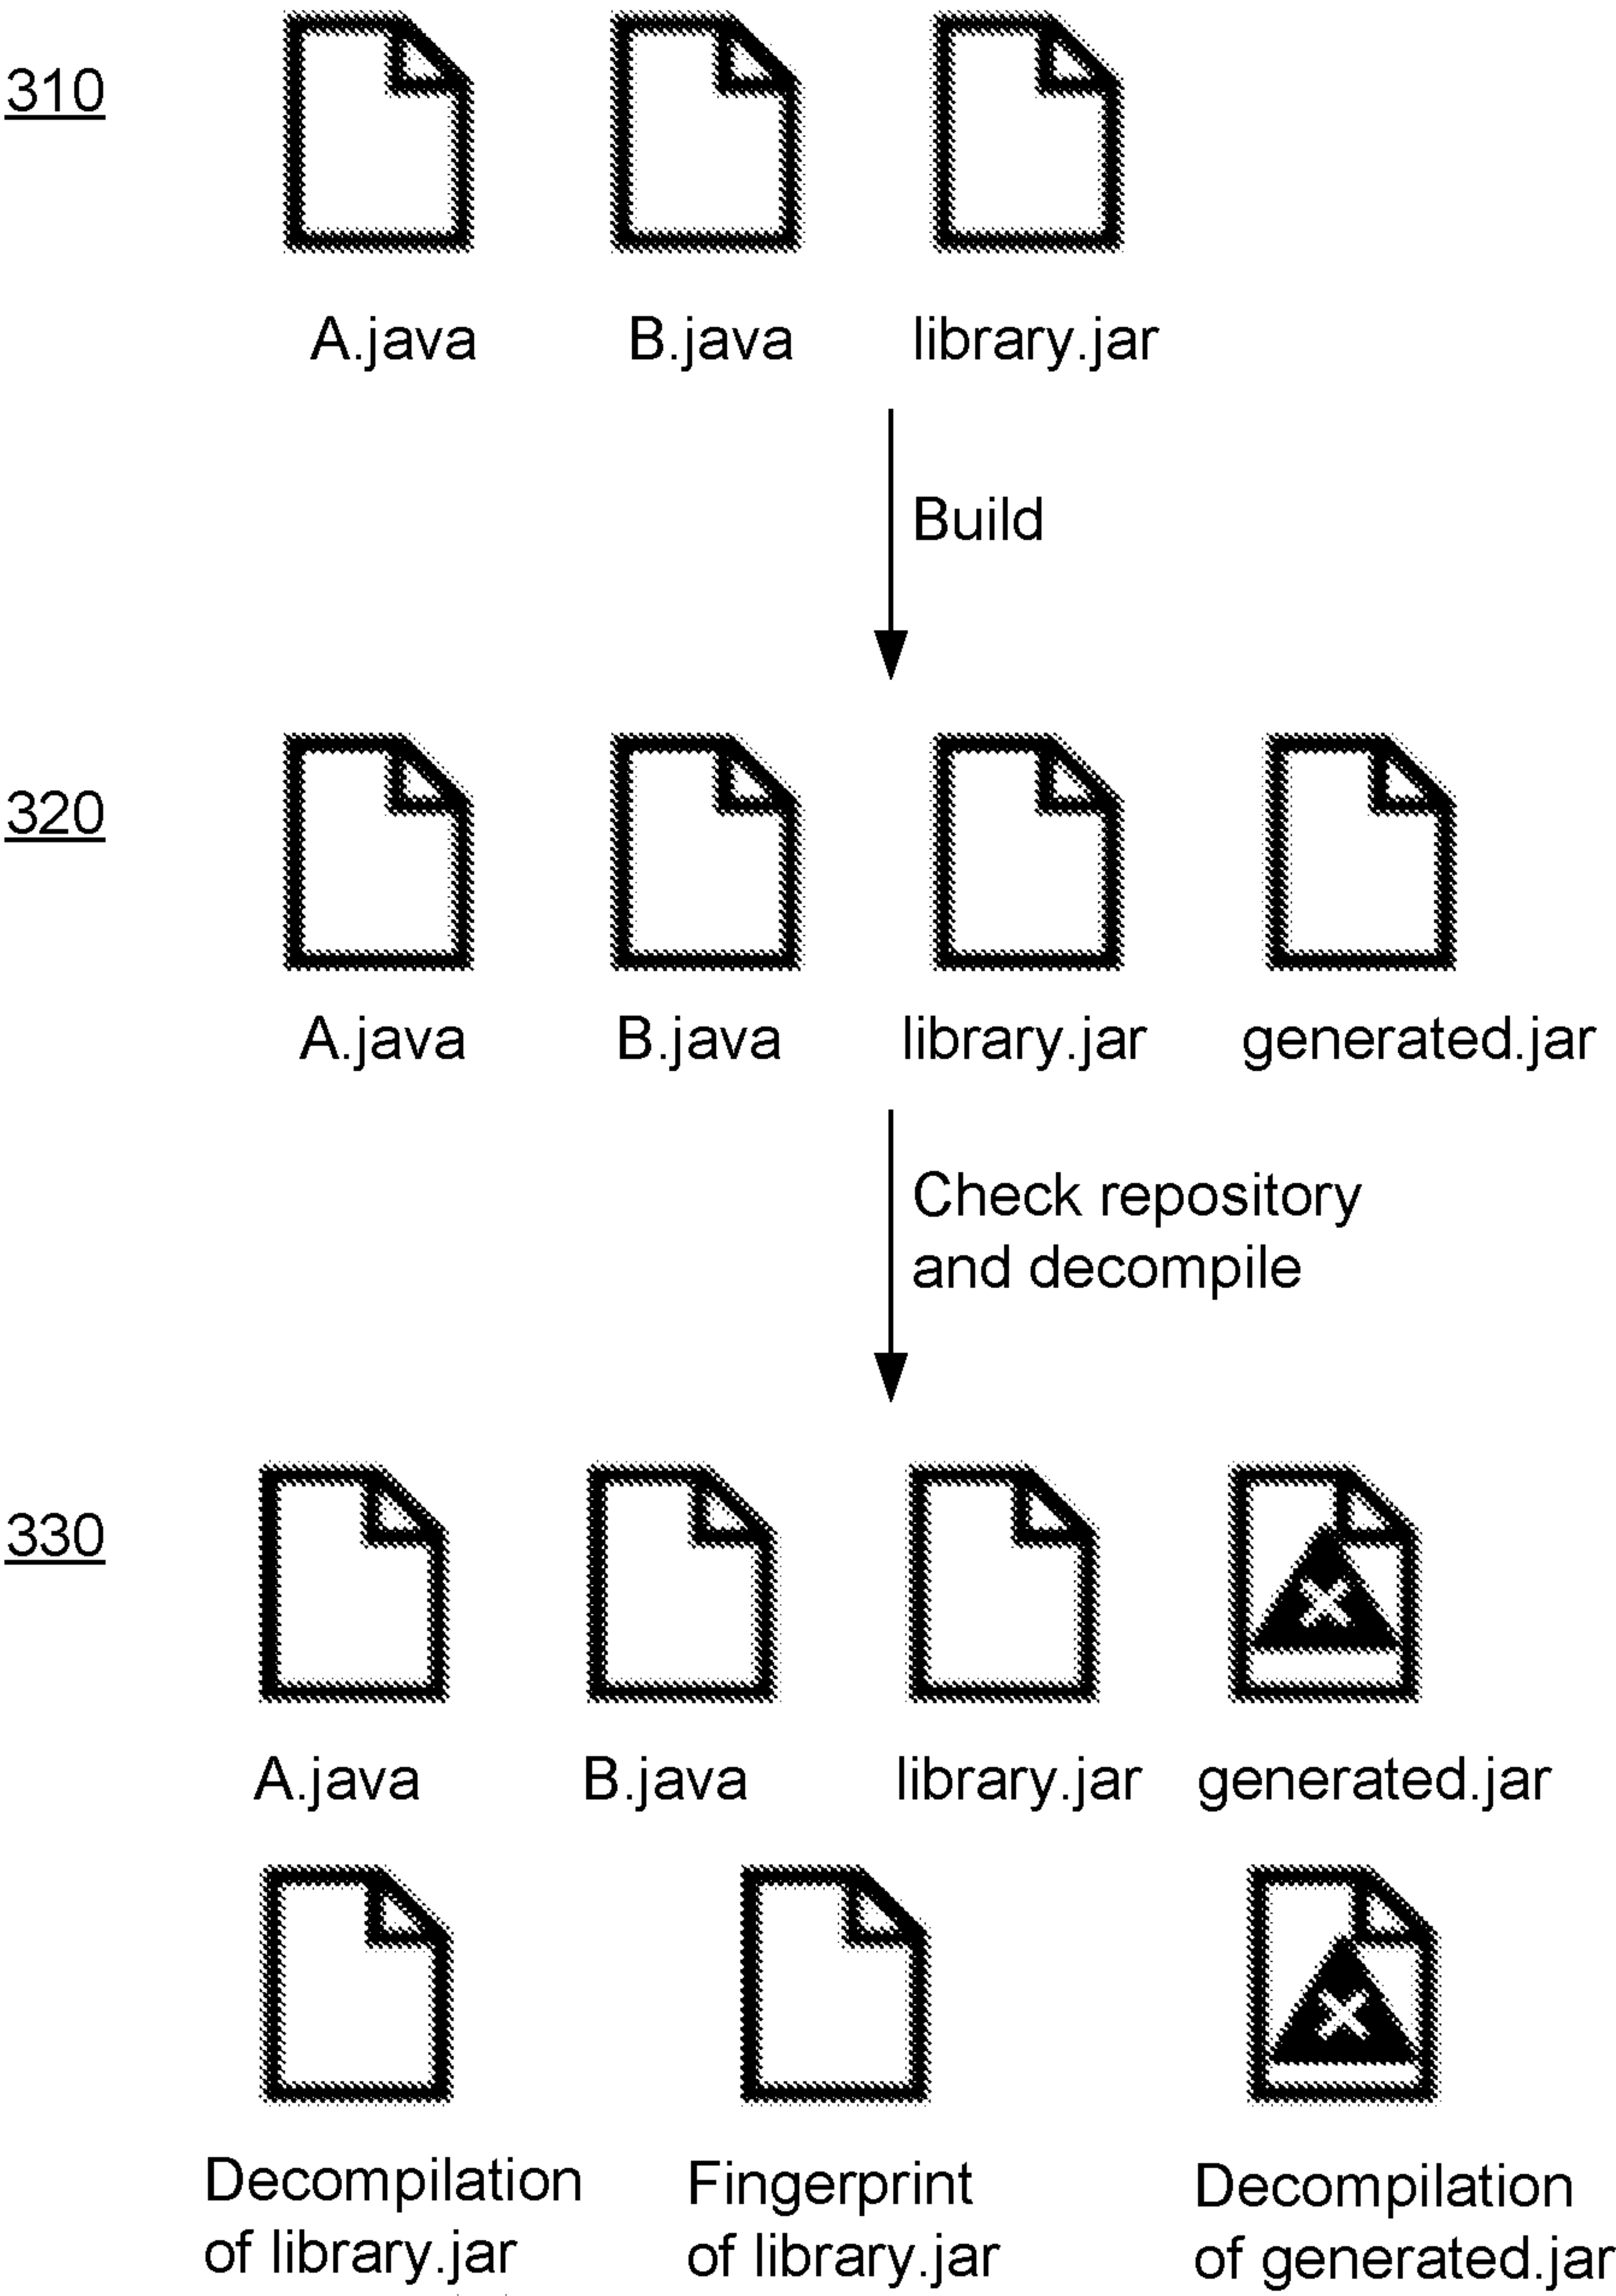 310
A.java B.java library.jar
Build
320
A.java B.java library.jar generated.jar
Check repository
and decompile
330
A.java B.java library.jar generated.jar
Decompilation
of library.jar
Fingerprint
of library.jar
Decompilation
of generated.jar